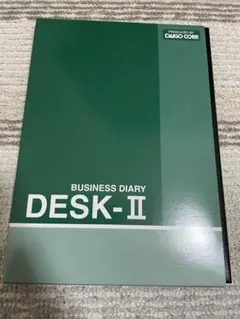 PRODUCED BY
DAIGO CORP.
BUSINESS DIARY
DESK-II